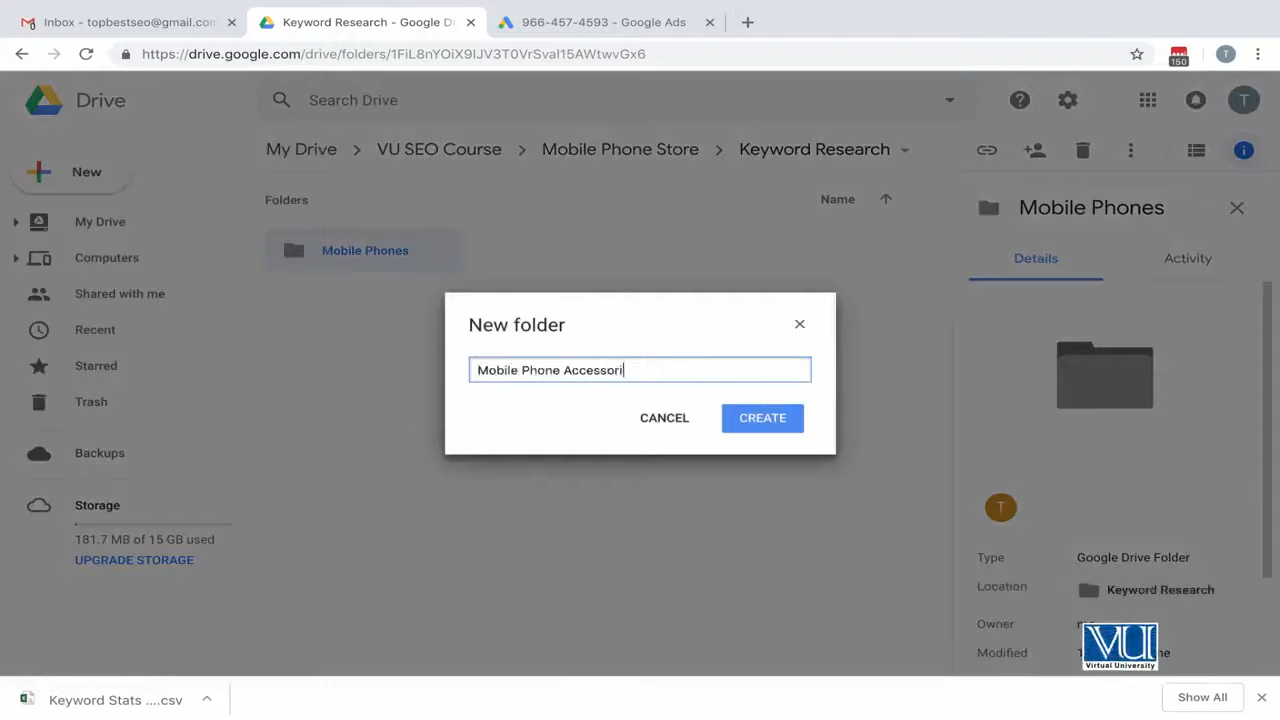 Inbox - topbestseo@gmail.com
Keyword Research - Google Dr
966-457-4593 - Google Ads
https://drive.google.com/drive/folders/1FiL8nYOiX9IJV3T0VrSval15AWtwvGx6
150
T
Drive
Search Drive
T
New
My Drive > VU SEO Course > Mobile Phone Store > Keyword Research
Folders
Name
Mobile Phones
Mobile Phones
Details
Activity
My Drive
Computers
Shared with me
Recent
Starred
Trash
Backups
Storage
181.7 MB of 15 GB used
UPGRADE STORAGE
New folder
Mobile Phone Accessori
CANCEL
CREATE
T
Type
Google Drive Folder
Location
Keyword Research
Owner
Modified
VU
Virtual University
Keyword Stats ....csv
Show All